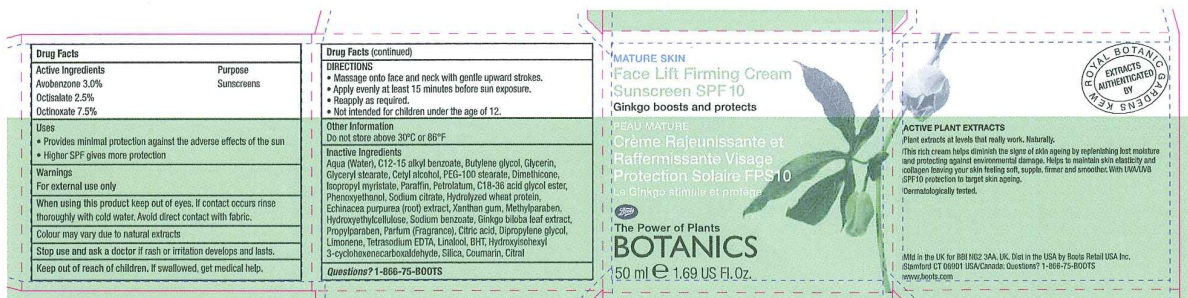 Drug Facts
Active Ingredients Purpose
Avobenzone 3.0% Sunscreens
Octisalate 2.5%
Octinoxate 7.5%
Uses
• Provides minimal protection against the adverse effects of the sun
• Higher SPF gives more protection
Warnings
For external use only
When using this product keep out of eyes. If contact occurs rinse
thoroughly with cold water. Avoid direct contact with fabric.
Colour may vary due to natural extracts
Stop use and ask a doctor if rash or irritation develops and lasts.
Keep out of reach of children. If swallowed, get medical help.
Drug Facts (continued)
DIRECTIONS
• Massage onto face and neck with gentle upward strokes.
• Apply evenly at least 15 minutes before sun exposure.
• Reapply as required.
• Not intended for children under the age of 12.
Other Information
Do not store above 30°C or 86°F
Inactive Ingredients
Aqua (Water), C12-15 alkyl benzoate, Butylene glycol, Glycerin,
Glyceryl stearate, Cetyl alcohol, PEG-100 stearate, Dimethicone,
Isopropyl myristate, Paraffin, Petrolatum, C18-36 acid glycol ester,
Phenoxyethanol, Sodium citrate, Hydrolyzed wheat protein,
Echinacea purpurea (root) extract, Xanthan gum, Methylparaben,
Hydroxyethylcellulose, Sodium benzoate, Ginkgo biloba leaf extract,
Propylparaben, Parfum (Fragrance), Citric acid, Dipropylene glycol,
Limonene, Tetrasodium EDTA, Linalool, BHT, Hydroxyisohexyl
3-cyclohexenecarboxaldehyde, Silica, Coumarin, Citral
Questions? 1-866-75-BOOTS
MATURE SKIN
Face Lift Firming Cream
Sunscreen SPF10
Ginkgo boosts and protects
PEAU MATURE
Crème Rajeunissante et
Raffermissante Visage
Protection Solaire FPS10
Le Ginkgo stimule et protège
Boots
The Power of Plants
BOTANICS
50 ml e 1.69 US Fl.Oz.
ROYAL BOTANIC GARDENS KEW
EXTRACTS
AUTHENTICATED
BY
ACTIVE PLANT EXTRACTS
Plant extracts at levels that really work. Naturally.
This rich cream helps diminish the signs of skin ageing by replenishing lost moisture
and protecting against environmental damage. Helps to maintain skin elasticity and
collagen leaving your skin feeling soft, supple, firmer and smoother. With UVA/UVB
SPF10 protection to target skin ageing.
Dermatologically tested.
Mfd in the UK for BBI NG2 3AA. UK. Dist in the USA by Boots Retail USA Inc.
Stamford CT 06901 USA/Canada: Questions? 1-866-75-BOOTS
www.boots.com